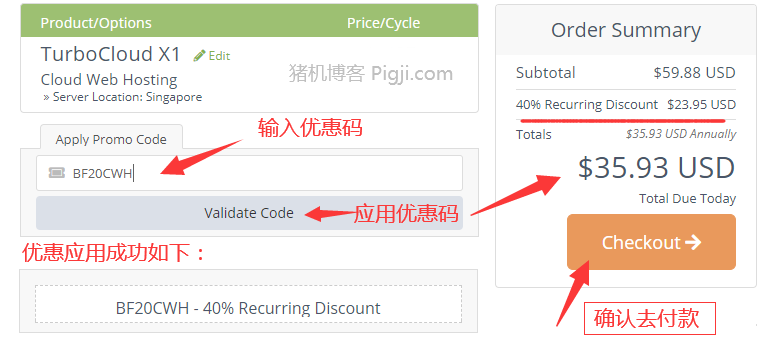 Product/Options Price/Cycle
TurboCloud X1 Edit
Cloud Web Hosting
» Server Location: Singapore
猪机博客 Pigji.com
Apply Promo Code
输入优惠码
BF20CWH
Validate Code
应用优惠码
优惠应用成功如下：
BF20CWH - 40% Recurring Discount
Order Summary
Subtotal $59.88 USD
40% Recurring Discount $23.95 USD
Totals $35.93 USD Annually
$35.93 USD
Total Due Today
Checkout
确认去付款